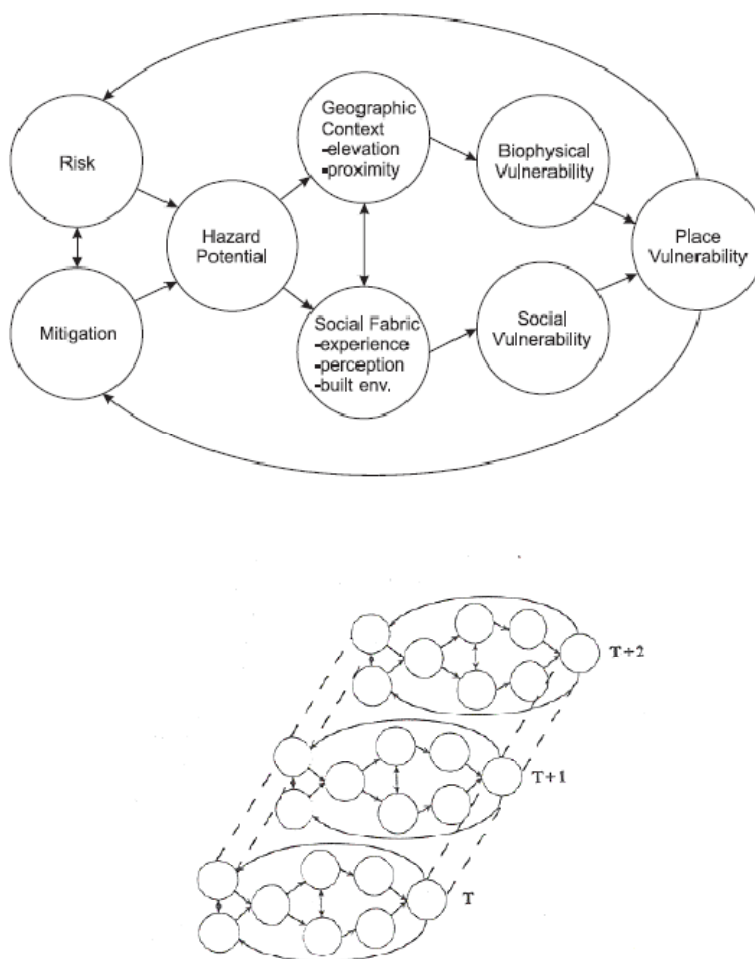 Risk
Mitigation
Hazard
Potential
Geographic
Context
-elevation
-proximity
Social Fabric
-experience
-perception
-built env.
Biophysical
Vulnerability
Social
Vulnerability
Place
Vulnerability
T+2
T+1
T